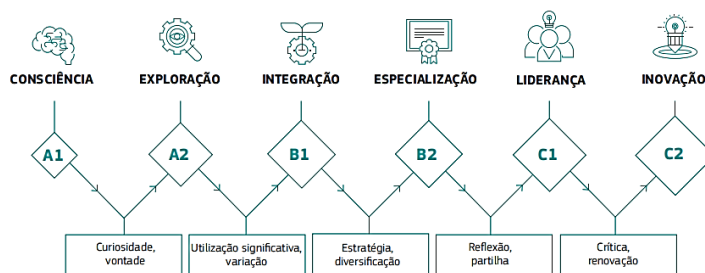 CONSCIÊNCIA
EXPLORAÇÃO
INTEGRAÇÃO
ESPECIALIZAÇÃO
LIDERANÇA
INOVAÇÃO
A1
A2
B1
B2
C1
C2
Curiosidade,
vontade
Utilização significativa,
variação
Estratégia,
diversificação
Reflexão,
partilha
Crítica,
renovação